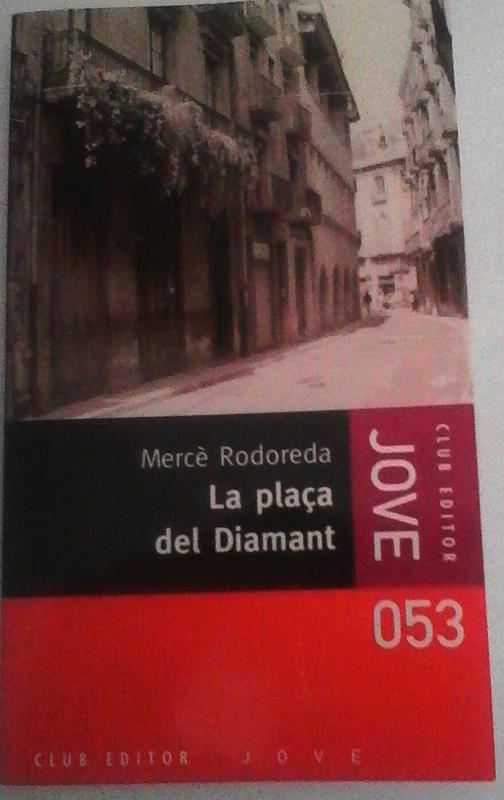 Mercè Rodoreda
La plaça
del Diamant
CLUB EDITOR
JOVE
053
CLUB EDITOR JOVE